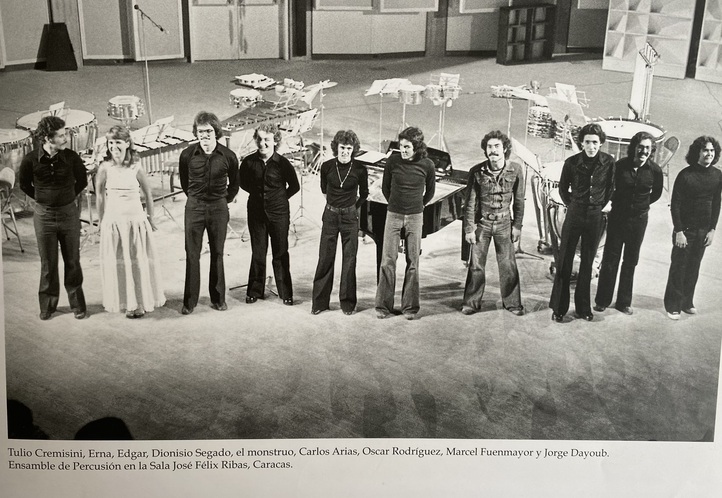 Tulio Cremisini, Erna, Edgar, Dionisio Segado, el monstruo, Carlos Arias, Oscar Rodríguez, Marcel Fuenmayor y Jorge Dayoub.
Ensamble de Percusión en la Sala José Félix Ribas, Caracas.